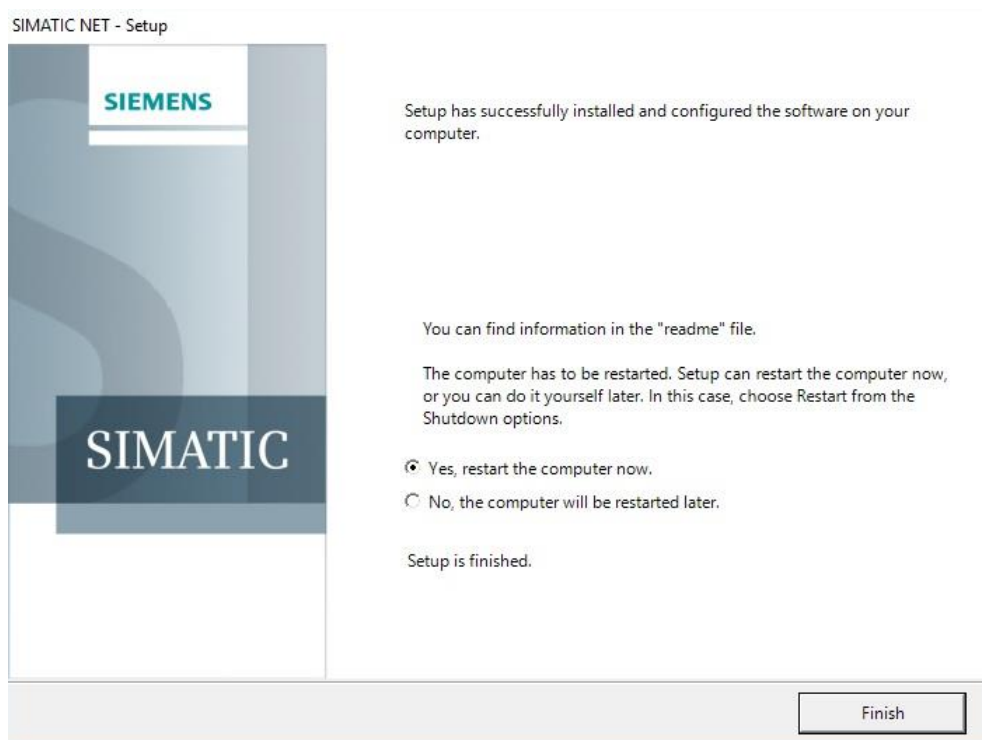 SIMATIC NET - Setup
SIEMENS
Setup has successfully installed and configured the software on your
computer.
You can find information in the "readme" file.
The computer has to be restarted. Setup can restart the computer now,
or you can do it yourself later. In this case, choose Restart from the
Shutdown options.
SIMATIC
Yes, restart the computer now.
No, the computer will be restarted later.
Setup is finished.
Finish